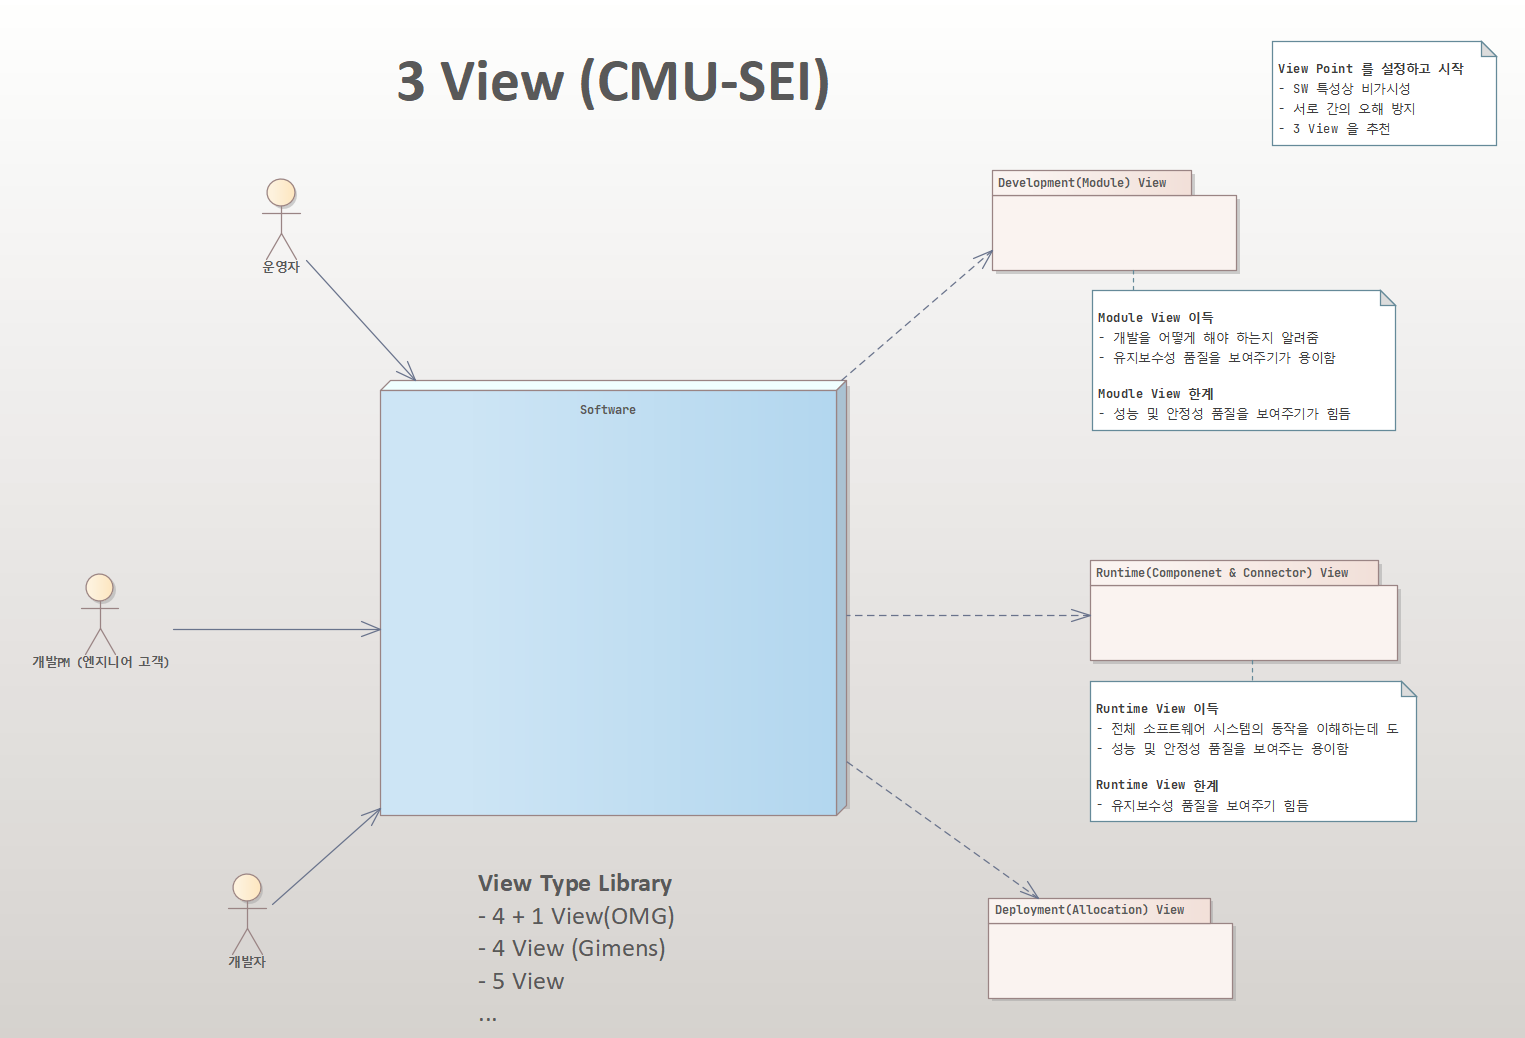 3 View (CMU-SEI)
View Point 를 설정하고 시작
- SW 특성상 비가시성
- 서로 간의 오해 방지
- 3 View 을 추천
운영자
Development(Module) View
Module View 이득
- 개발을 어떻게 해야 하는지 알려줌
- 유지보수성 품질을 보여주기가 용이함
Moudle View 한계
- 성능 및 안정성 품질을 보여주기가 힘듬
Software
개발PM (엔지니어 고객)
Runtime(Componenet & Connector) View
Runtime View 이득
- 전체 소프트웨어 시스템의 동작을 이해하는데 도
- 성능 및 안정성 품질을 보여주는 용이함
Runtime View 한계
- 유지보수성 품질을 보여주기 힘듬
개발자
View Type Library
- 4 + 1 View(OMG)
- 4 View (Gimens)
- 5 View
...
Deployment(Allocation) View